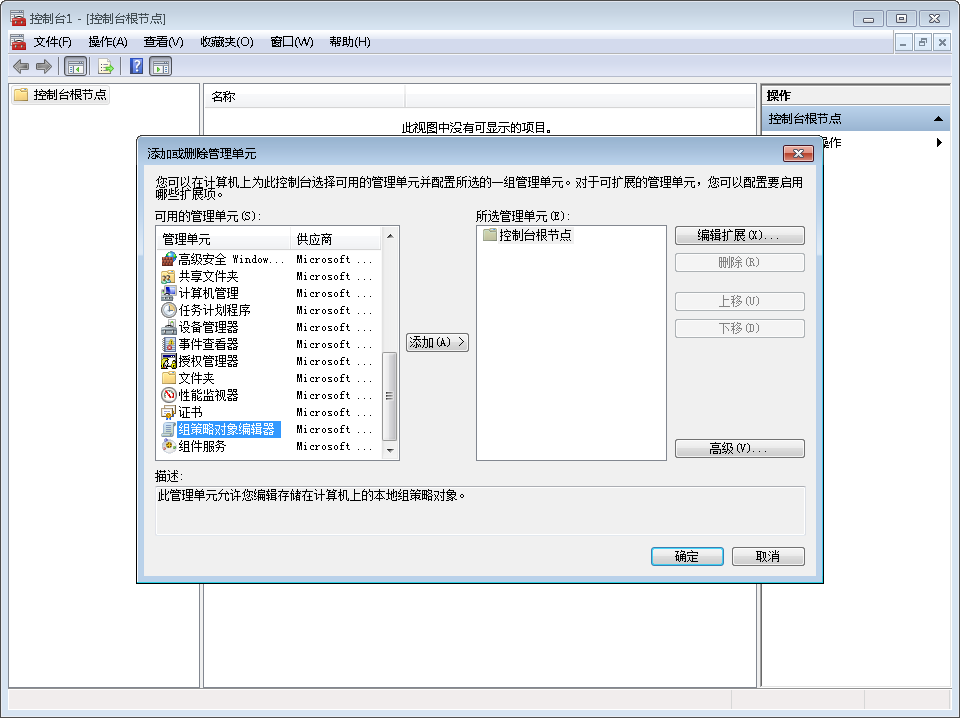 控制台1 - [控制台根节点]
文件(F) 操作(A) 查看(V) 收藏夹(O) 窗口(W) 帮助(H)
控制台根节点
名称
此视图中没有可显示的项目。
操作
控制台根节点
操作
添加或删除管理单元
您可以在计算机上为此控制台选择可用的管理单元并配置所选的一组管理单元。对于可扩展的管理单元，您可以配置要启用
哪些扩展项。
可用的管理单元(S):
管理单元 供应商
高级安全 Window... Microsoft ...
共享文件夹 Microsoft ...
计算机管理 Microsoft ...
任务计划程序 Microsoft ...
设备管理器 Microsoft ...
事件查看器 Microsoft ...
授权管理器 Microsoft ...
文件夹 Microsoft ...
性能监视器 Microsoft ...
证书 Microsoft ...
组策略对象编辑器 Microsoft ...
组件服务 Microsoft ...
添加(A) >
所选管理单元(E):
控制台根节点
编辑扩展(X)...
删除(R)
上移(U)
下移(D)
高级(V)...
描述:
此管理单元允许您编辑存储在计算机上的本地组策略对象。
确定 取消